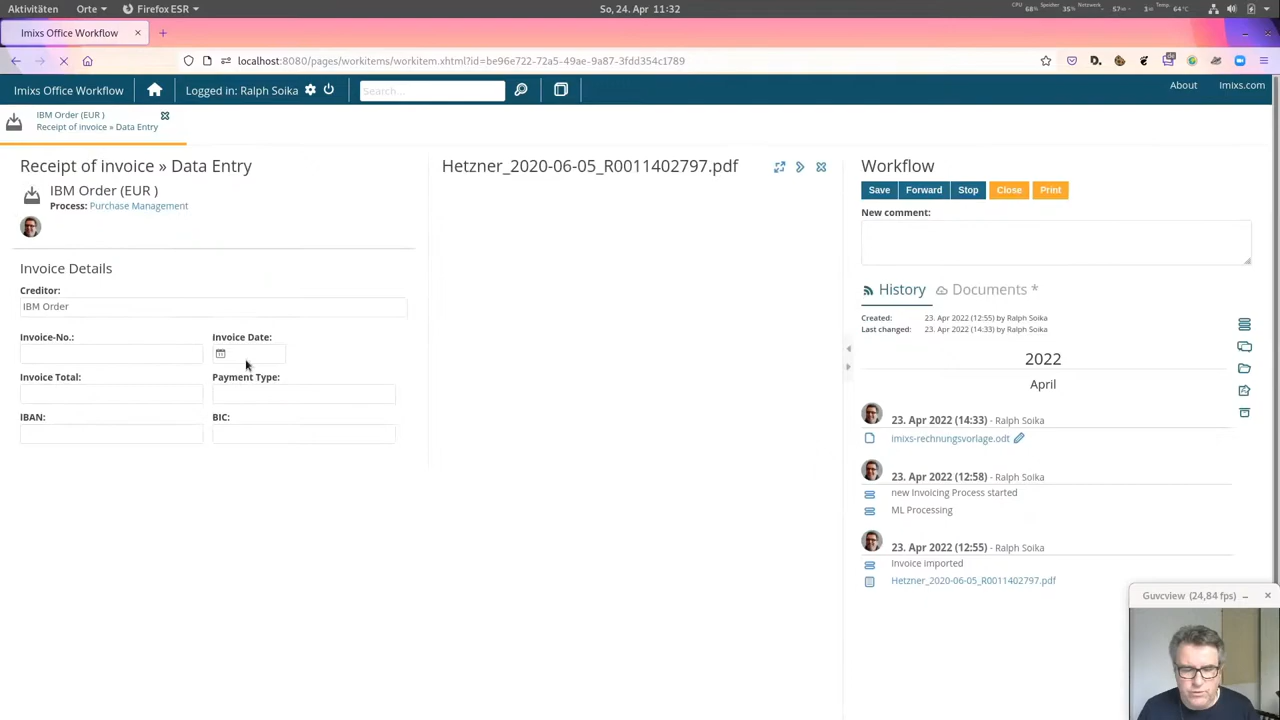 Aktivitäten Orte Firefox ESR So, 24. Apr 11:32 CPU 68% Speicher 35% Netzwerk 64°C
Imixs Office Workflow
localhost:8080/pages/workitems/workitem.xhtml?id=be96e722-72a5-49ae-9a87-3fdd354c1789
Imixs Office Workflow Logged in: Ralph Soika Search... About Imixs.com
IBM Order (EUR )
Receipt of invoice » Data Entry
Receipt of invoice » Data Entry
IBM Order (EUR )
Process: Purchase Management
Invoice Details
Creditor:
IBM Order
Invoice-No.: Invoice Date:
Invoice Total: Payment Type:
IBAN: BIC:
Hetzner_2020-06-05_R0011402797.pdf
Workflow
Save Forward Stop Close Print
New comment:
History Documents *
Created: 23. Apr 2022 (12:55) by Ralph Soika
Last changed: 23. Apr 2022 (14:33) by Ralph Soika
2022
April
23. Apr 2022 (14:33) - Ralph Soika
imixs-rechnungsvorlage.odt
23. Apr 2022 (12:58) - Ralph Soika
new Invoicing Process started
ML Processing
23. Apr 2022 (12:55) - Ralph Soika
Invoice imported
Hetzner_2020-06-05_R0011402797.pdf
Guvcview (24,84 fps)